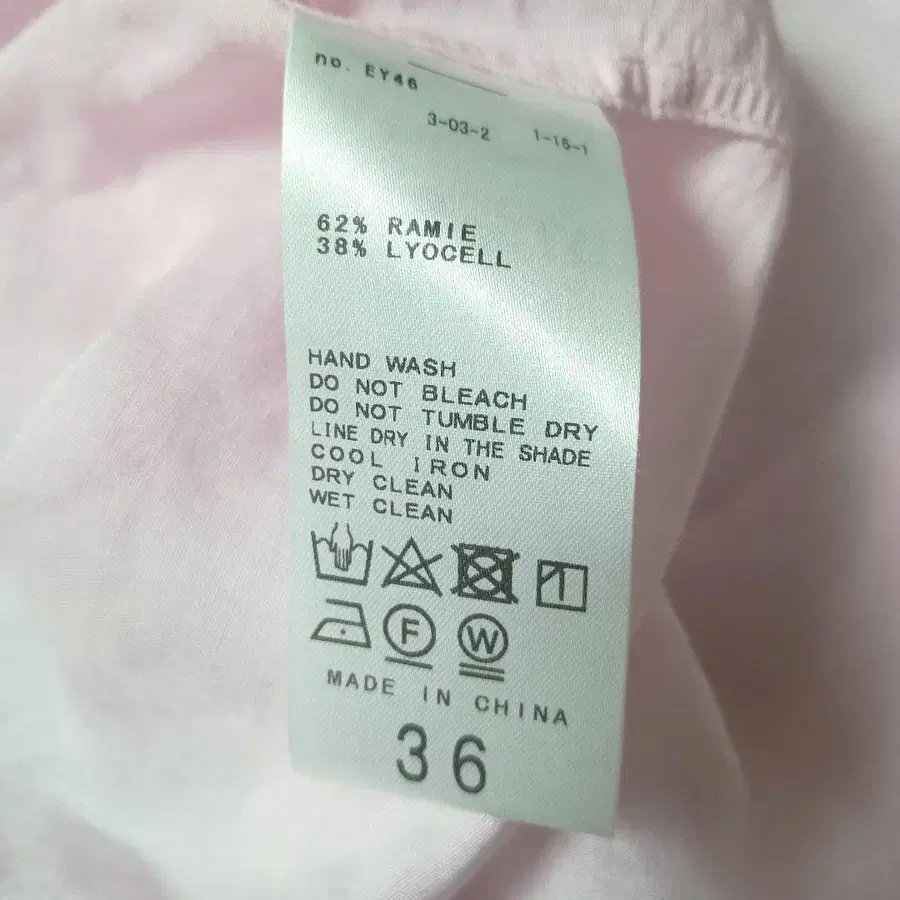 no. EY46
3-03-2 1-15-1
62% RAMIE
38% LYOCELL
HAND WASH
DO NOT BLEACH
DO NOT TUMBLE DRY
LINE DRY IN THE SHADE
COOL IRON
DRY CLEAN
WET CLEAN
F W
MADE IN CHINA
36